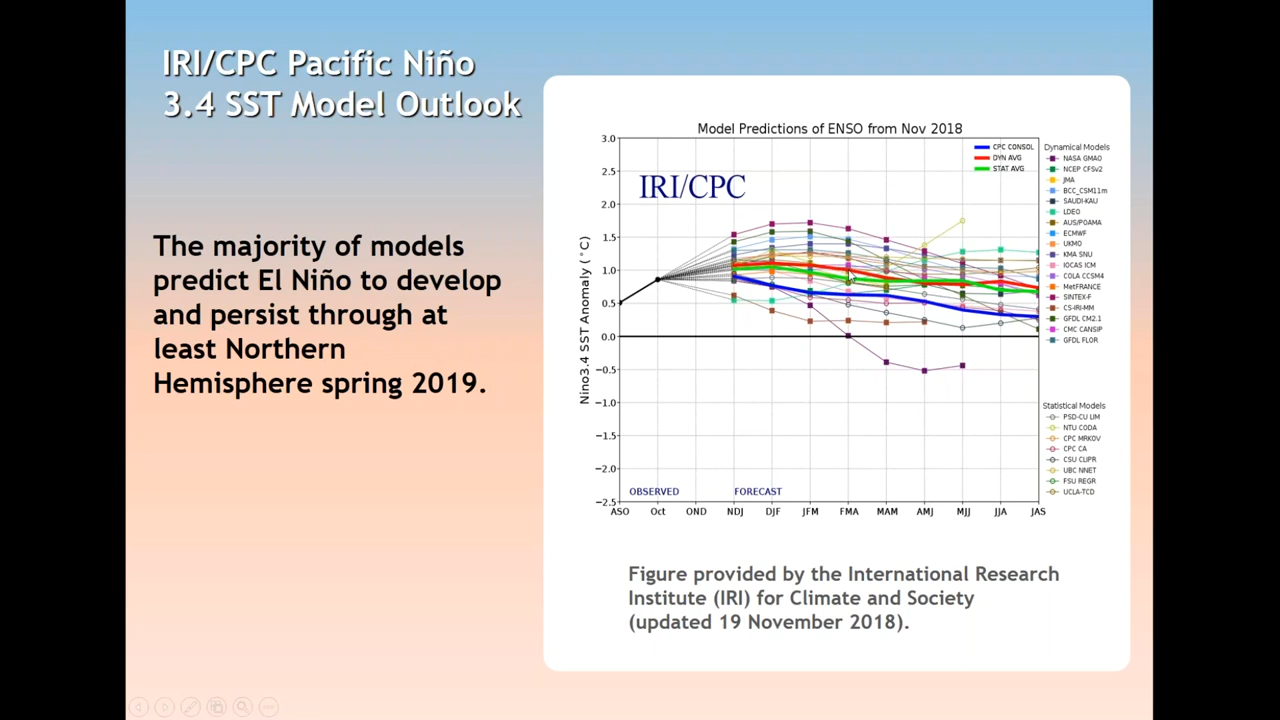 IRI/CPC Pacific Niño
3.4 SST Model Outlook
The majority of models
predict El Niño to develop
and persist through at
least Northern
Hemisphere spring 2019.
Model Predictions of ENSO from Nov 2018
IRI/CPC
CPC CONSOL
DYN AVG
STAT AVG
Nino3.4 SST Anomaly (°C)
3.0
2.5
2.0
1.5
1.0
0.5
0.0
−0.5
−1.0
−1.5
−2.0
−2.5
OBSERVED
FORECAST
ASO Oct OND NDJ DJF JFM FMA MAM AMJ MJJ JJA JAS
Dynamical Models
NASA GMAO
NCEP CFSv2
JMA
BCC_CSM11m
SAUDI-KAU
LDEO
AUS/POAMA
ECMWF
UKMO
KMA SNU
IOCAS ICM
COLA CCSM4
MetFRANCE
SINTEX-F
CS-IRI-MM
GFDL CM2.1
CMC CANSIP
GFDL FLOR
Statistical Models
PSD-CU LIM
NTU CODA
CPC MRKOV
CPC CA
CSU CLIPR
UBC NNET
FSU REGR
UCLA-TCD
Figure provided by the International Research
Institute (IRI) for Climate and Society
(updated 19 November 2018).